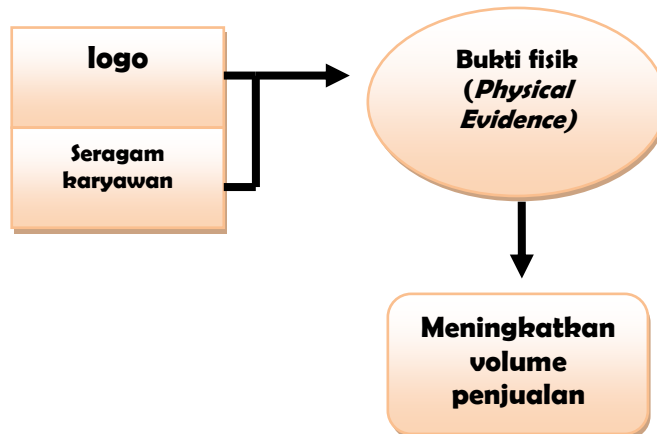 logo
Seragam
karyawan
Bukti fisik
(Physical
Evidence)
Meningkatkan
volume
penjualan